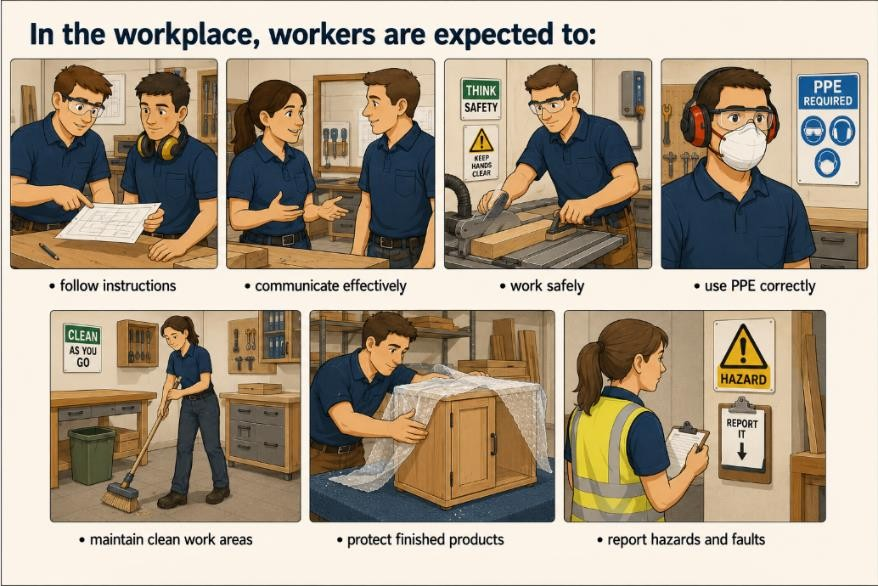 In the workplace, workers are expected to:
THINK
SAFETY
KEEP
HANDS
CLEAR
PPE
REQUIRED
• follow instructions
• communicate effectively
• work safely
• use PPE correctly
CLEAN
AS YOU
GO
HAZARD
REPORT
IT
• maintain clean work areas
• protect finished products
• report hazards and faults